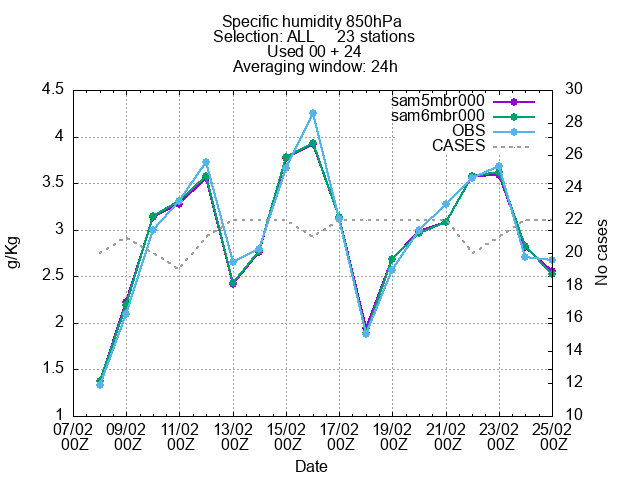 Specific humidity 850hPa
Selection: ALL 23 stations
Used 00 + 24
Averaging window: 24h
sam5mbr000
sam6mbr000
OBS
CASES
g/Kg
4.5
4
3.5
3
2.5
2
1.5
1
No cases
30
28
26
24
22
20
18
16
14
12
10
07/02 09/02 11/02 13/02 15/02 17/02 19/02 21/02 23/02 25/02
00Z 00Z 00Z 00Z 00Z 00Z 00Z 00Z 00Z 00Z
Date